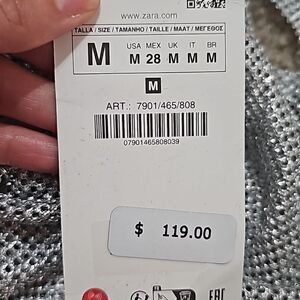 www.zara.com
TALLA / SIZE / TAMANHO / TAILLE / MAAT / ΜΕΓΕΘΟΣ
M USA MEX UK IT BR
M 28 M M M
M
ART.: 7901/465/808
07901465808039
$ 119.00
EAC